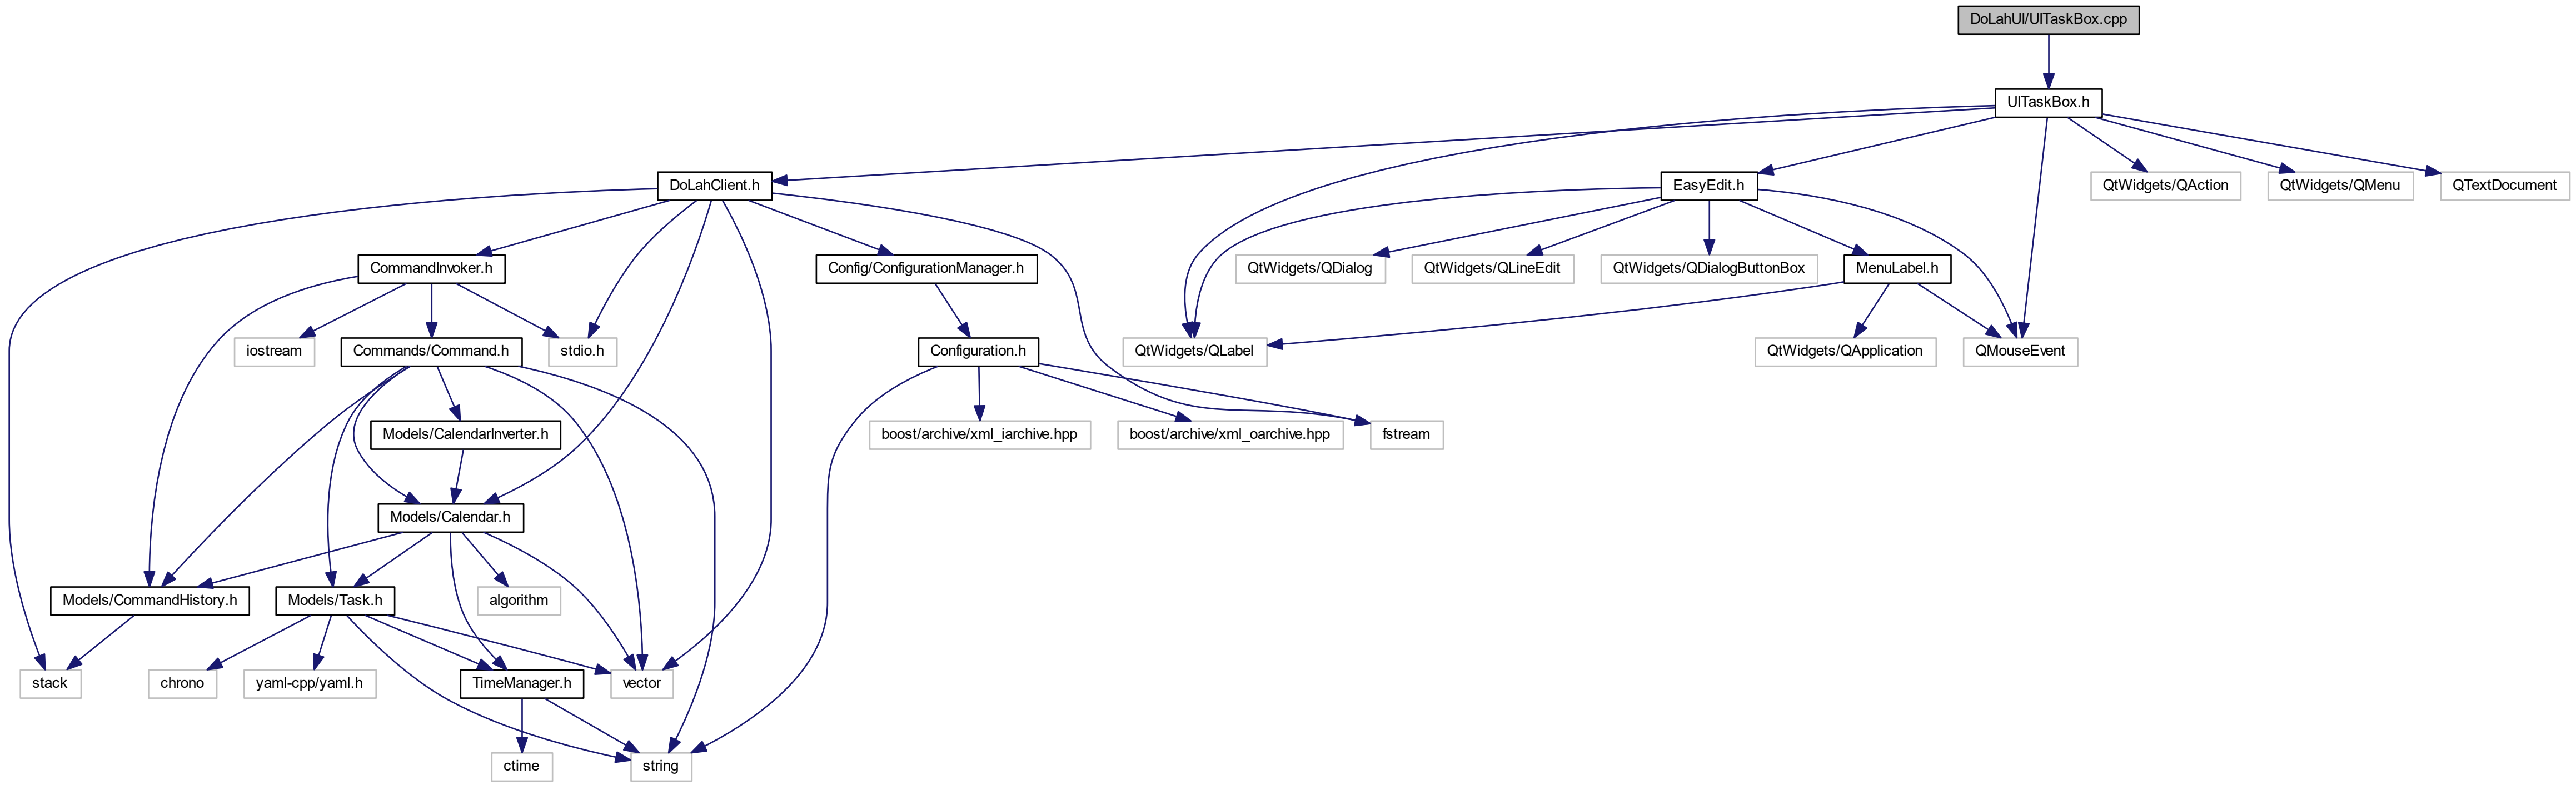 DoLahUI/UITaskBox.cpp
UITaskBox.h
DoLahClient.h
EasyEdit.h
QtWidgets/QAction
QtWidgets/QMenu
QTextDocument
CommandInvoker.h
Config/ConfigurationManager.h
QtWidgets/QDialog
QtWidgets/QLineEdit
QtWidgets/QDialogButtonBox
MenuLabel.h
iostream
Commands/Command.h
stdio.h
Configuration.h
QtWidgets/QLabel
QtWidgets/QApplication
QMouseEvent
Models/CalendarInverter.h
boost/archive/xml_iarchive.hpp
boost/archive/xml_oarchive.hpp
fstream
Models/Calendar.h
Models/CommandHistory.h
Models/Task.h
algorithm
stack
chrono
yaml-cpp/yaml.h
TimeManager.h
vector
ctime
string